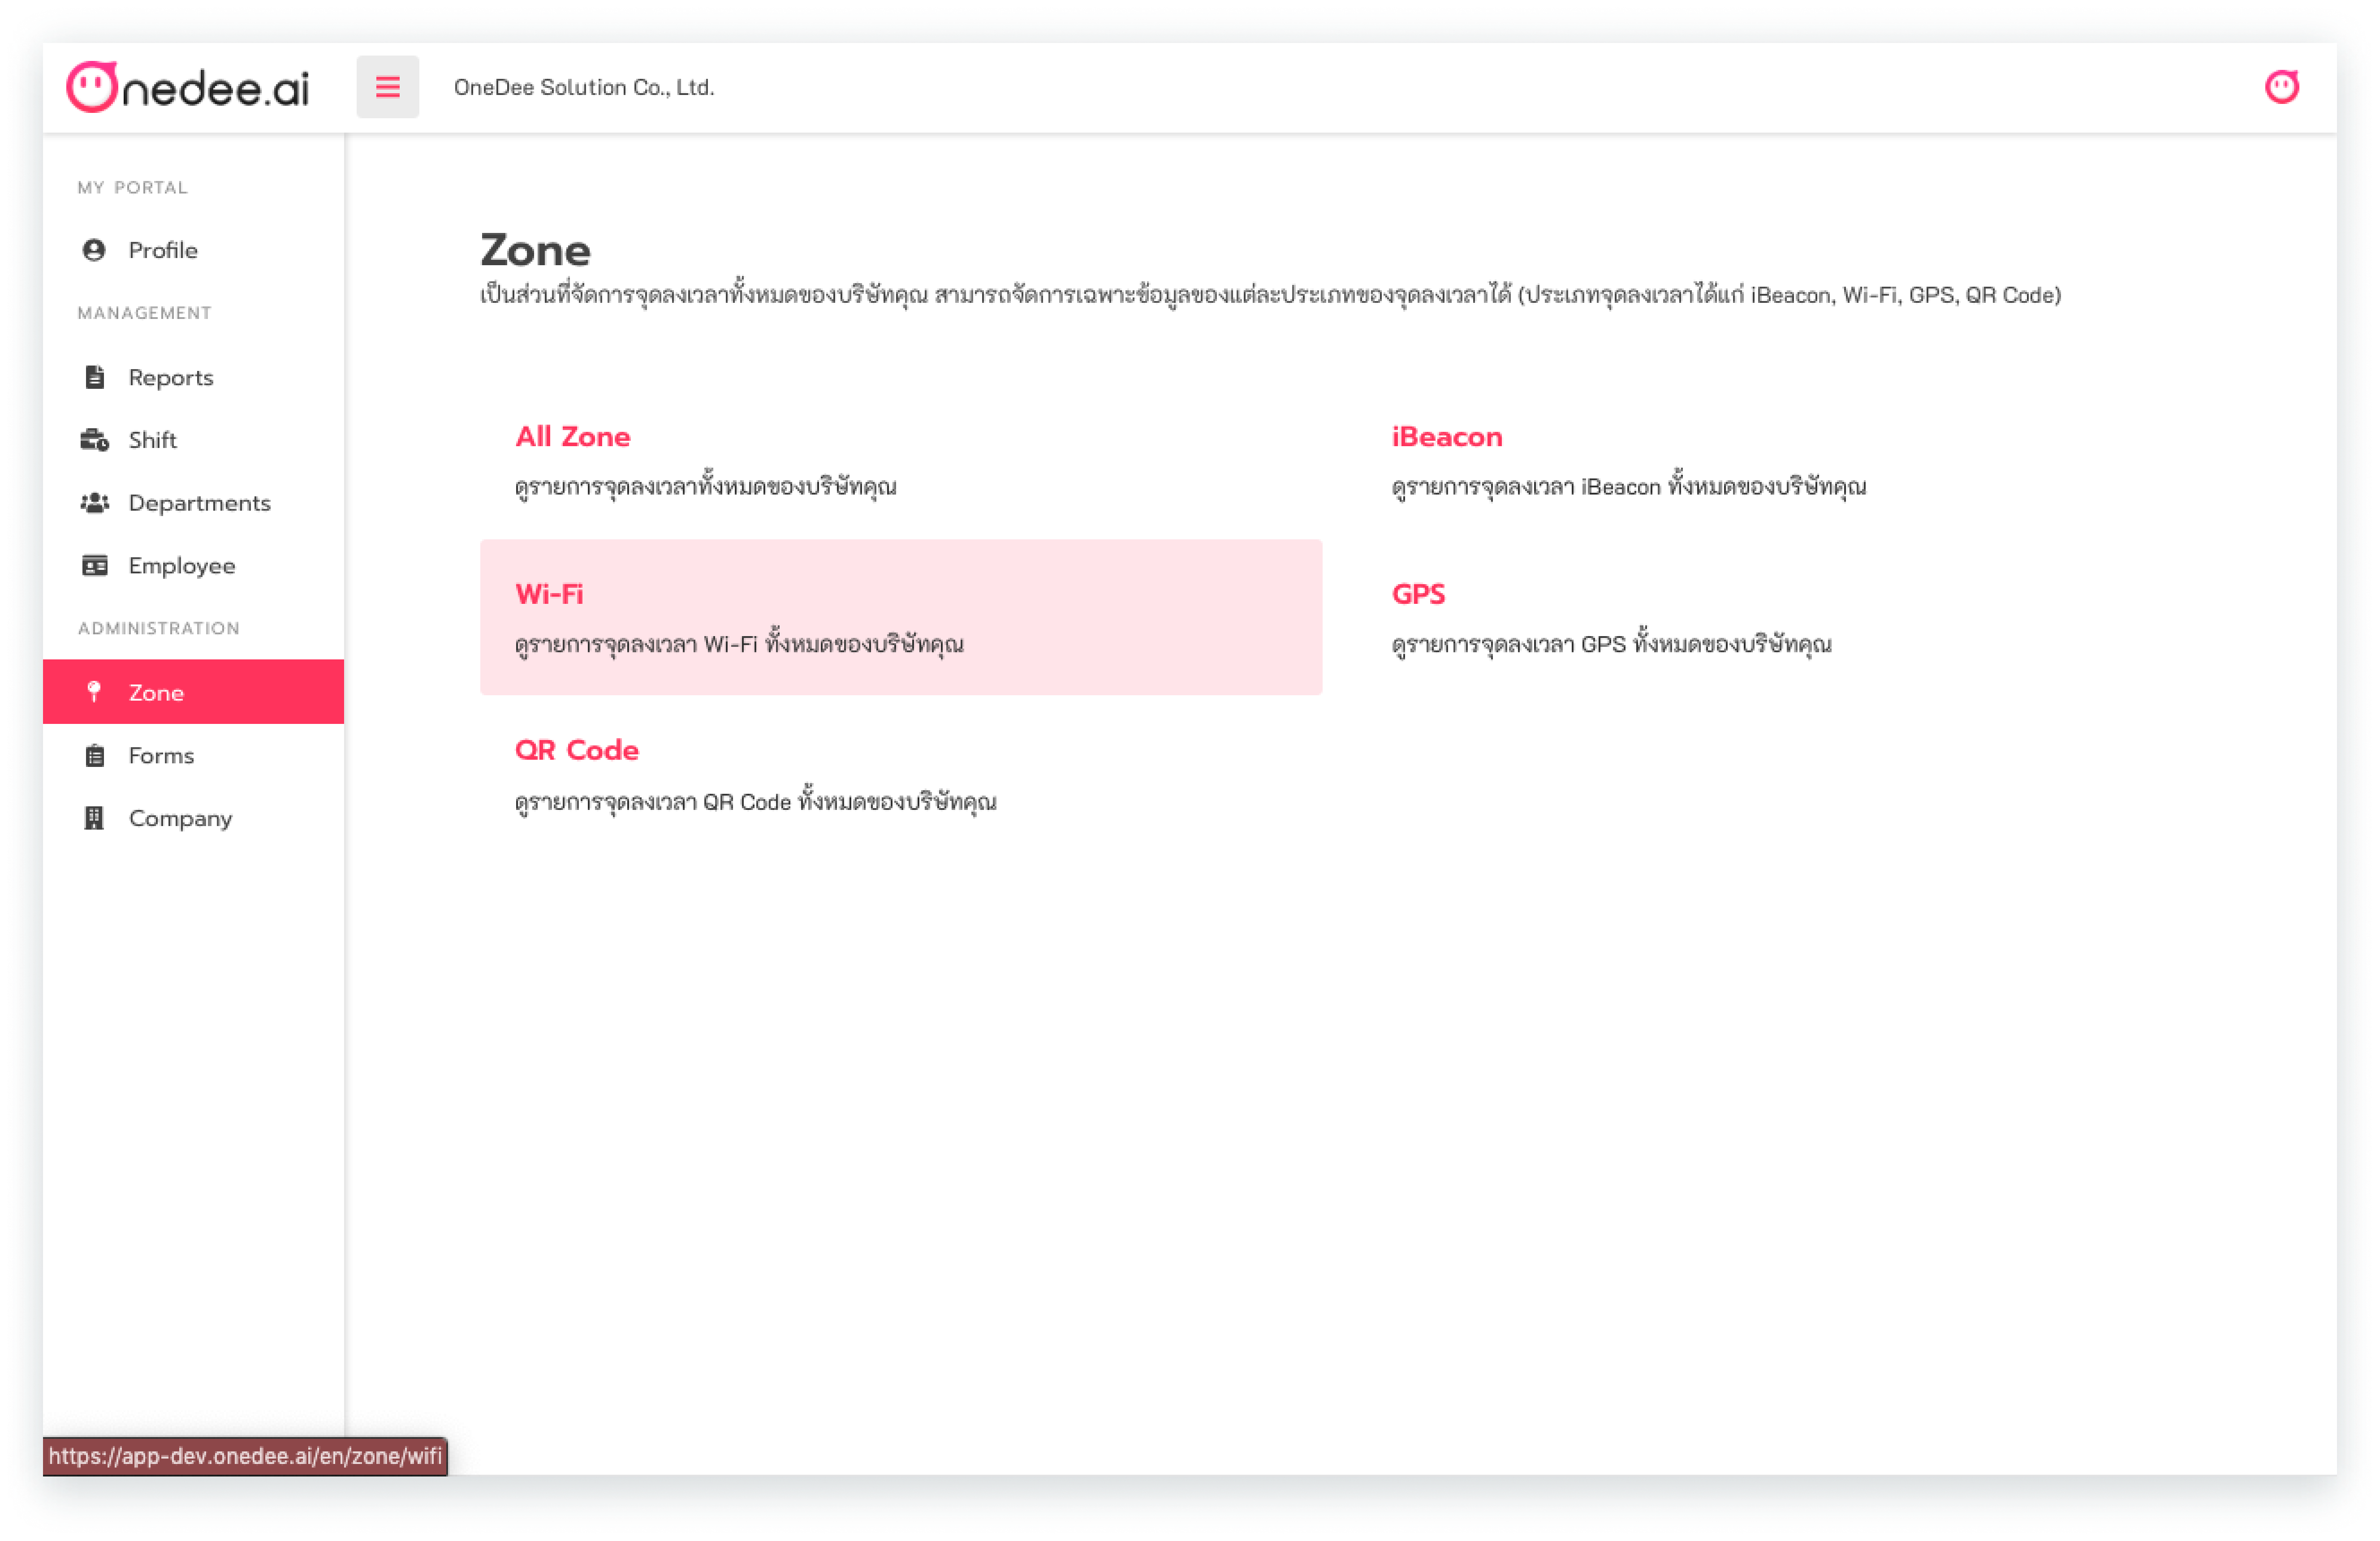 Onedee.ai
OneDee Solution Co., Ltd.
MY PORTAL
Profile
MANAGEMENT
Reports
Shift
Departments
Employee
ADMINISTRATION
Zone
Forms
Company
Zone
เป็นส่วนที่จัดการจุดลงเวลาทั้งหมดของบริษัทคุณ สามารถจัดการเฉพาะข้อมูลของแต่ละประเภทของจุดลงเวลาได้ (ประเภทจุดลงเวลาได้แก่ iBeacon, Wi-Fi, GPS, QR Code)
All Zone
ดูรายการจุดลงเวลาทั้งหมดของบริษัทคุณ
iBeacon
ดูรายการจุดลงเวลา iBeacon ทั้งหมดของบริษัทคุณ
Wi-Fi
ดูรายการจุดลงเวลา Wi-Fi ทั้งหมดของบริษัทคุณ
GPS
ดูรายการจุดลงเวลา GPS ทั้งหมดของบริษัทคุณ
QR Code
ดูรายการจุดลงเวลา QR Code ทั้งหมดของบริษัทคุณ
https://app-dev.onedee.ai/en/zone/wifi